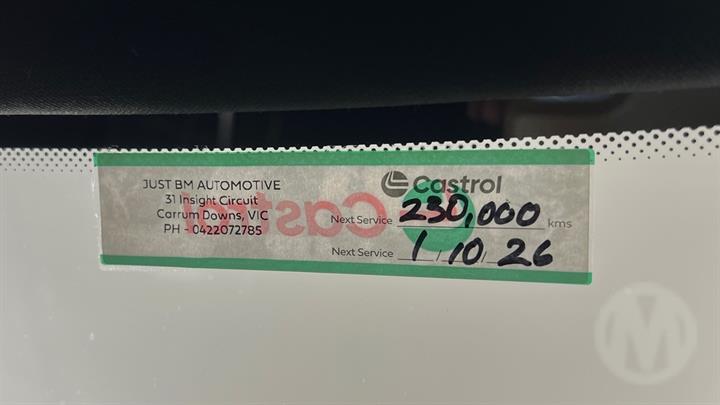 JUST BM AUTOMOTIVE
31 Insight Circuit
Carrum Downs, VIC
PH - 0422072785
Castrol
Next Service 230,000 kms
Next Service 1/10/26
Castrol
M